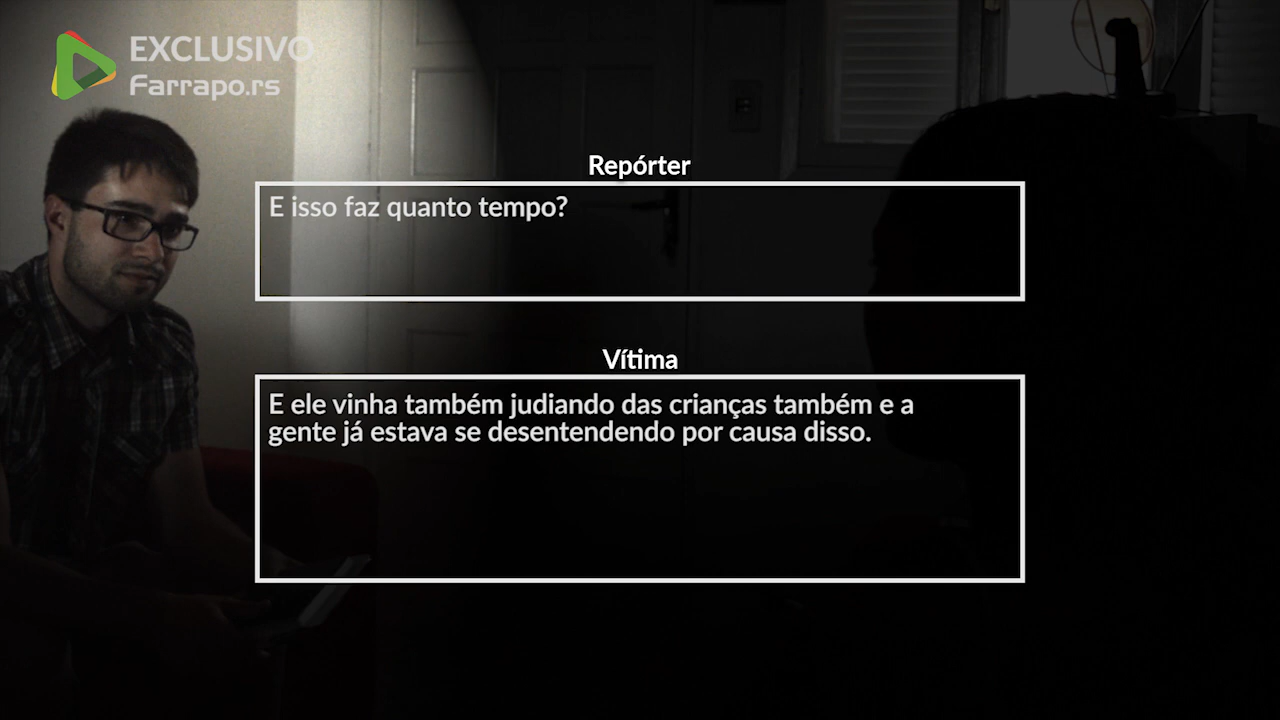 EXCLUSIVO
Farrapo.rs
Repórter
E isso faz quanto tempo?
Vítima
E ele vinha também judiando das crianças também e a
gente já estava se desentendendo por causa disso.